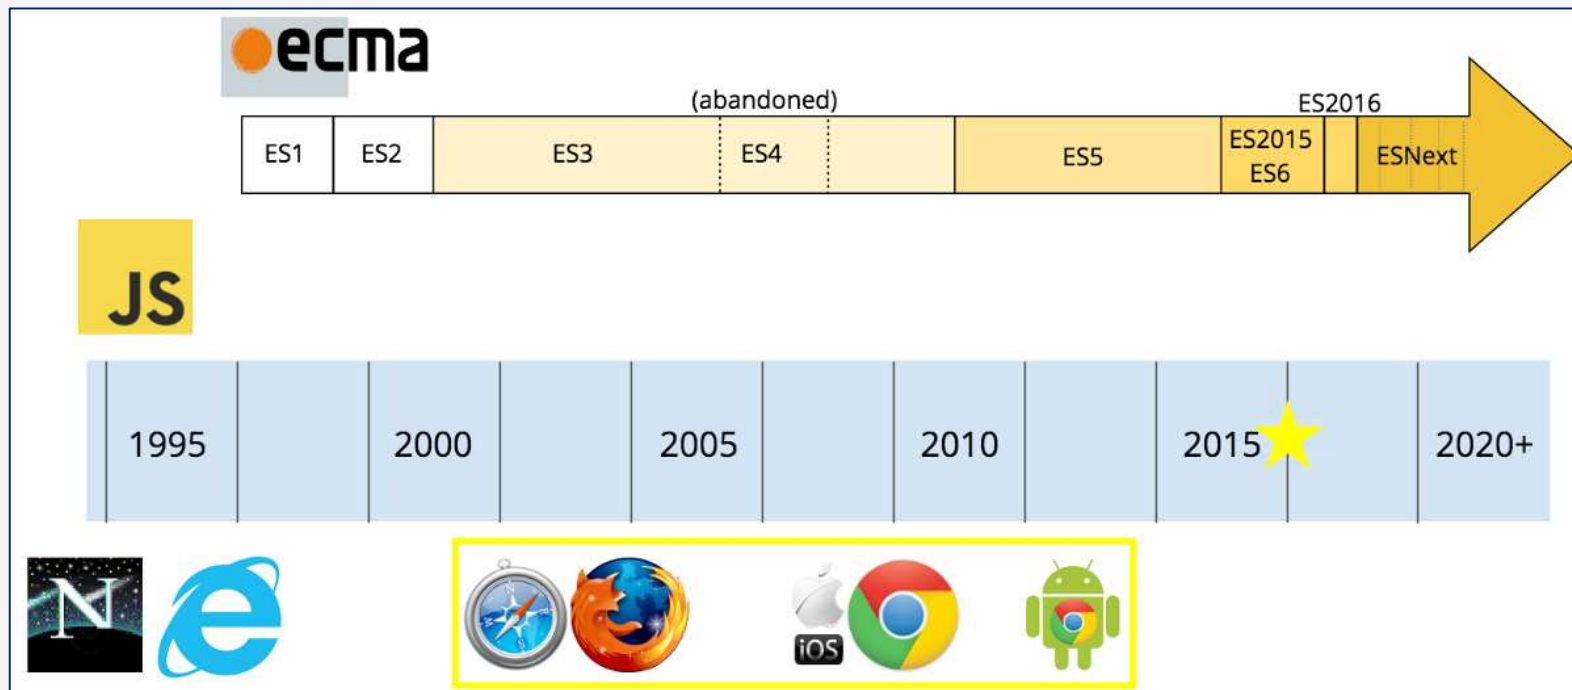 ecma
(abandoned)
ES2016
ES1
ES2
ES3
ES4
ES5
ES2015
ES6
ESNext
JS
1995
2000
2005
2010
2015
2020+
N
iOS